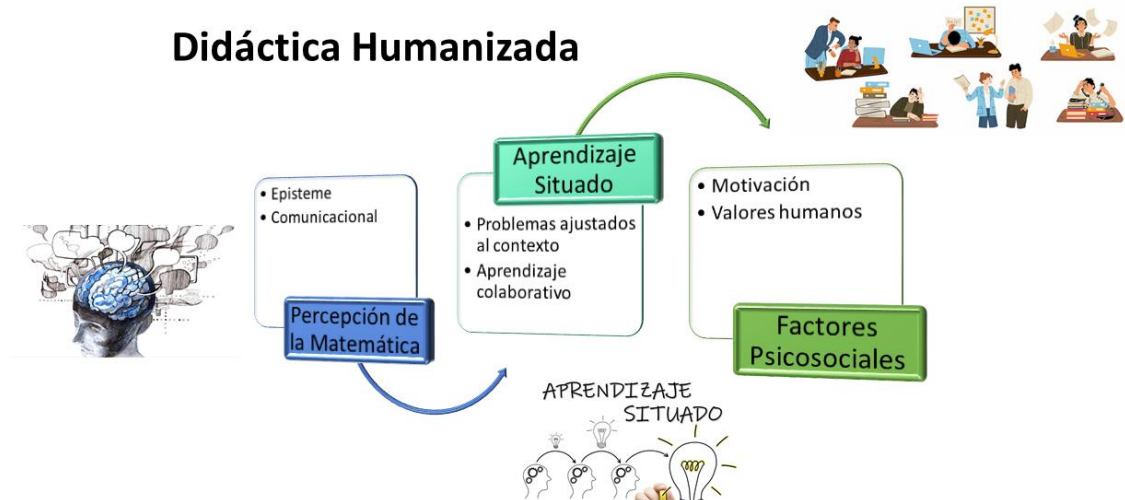 Didáctica Humanizada
• Episteme
• Comunicacional
Percepción de
la Matemática
Aprendizaje
Situado
• Problemas ajustados
al contexto
• Aprendizaje
colaborativo
• Motivación
• Valores humanos
Factores
Psicosociales
APRENDIZAJE
SITUADO